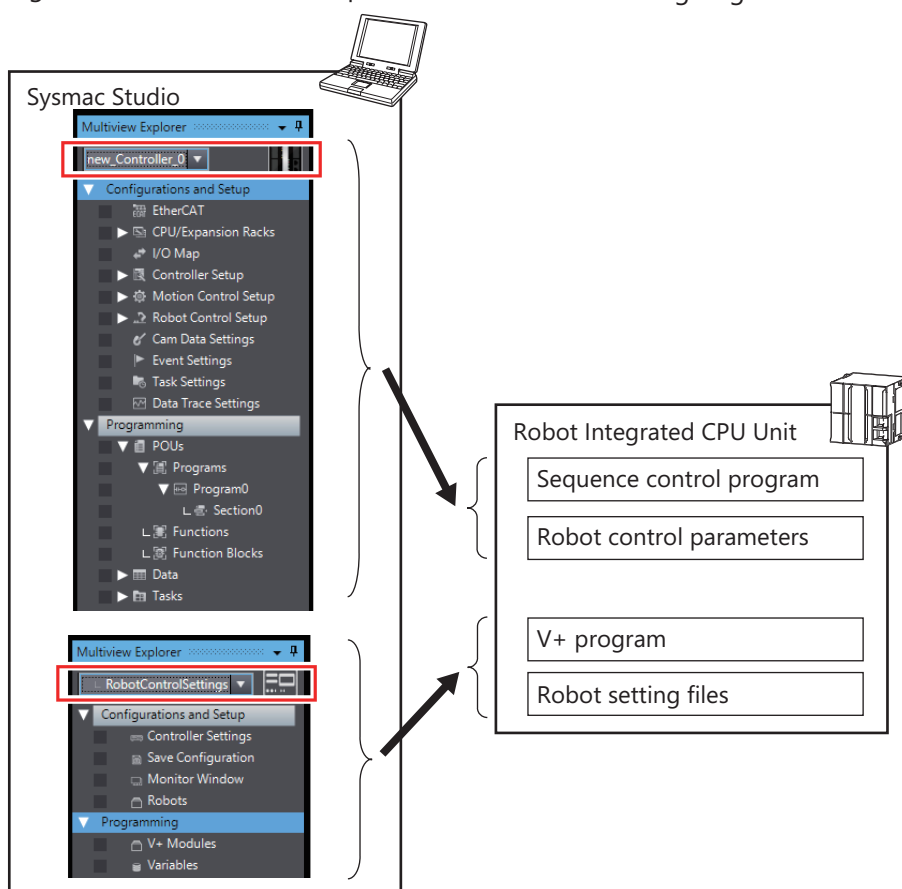 Sysmac Studio
Multiview Explorer
new_Controller_0
Configurations and Setup
EtherCAT
CPU/Expansion Racks
I/O Map
Controller Setup
Motion Control Setup
Robot Control Setup
Cam Data Settings
Event Settings
Task Settings
Data Trace Settings
Programming
POUs
Programs
Program0
Section0
Functions
Function Blocks
Data
Tasks
Multiview Explorer
RobotControlSettings
Configurations and Setup
Controller Settings
Save Configuration
Monitor Window
Robots
Programming
V+ Modules
Variables
Robot Integrated CPU Unit
Sequence control program
Robot control parameters
V+ program
Robot setting files